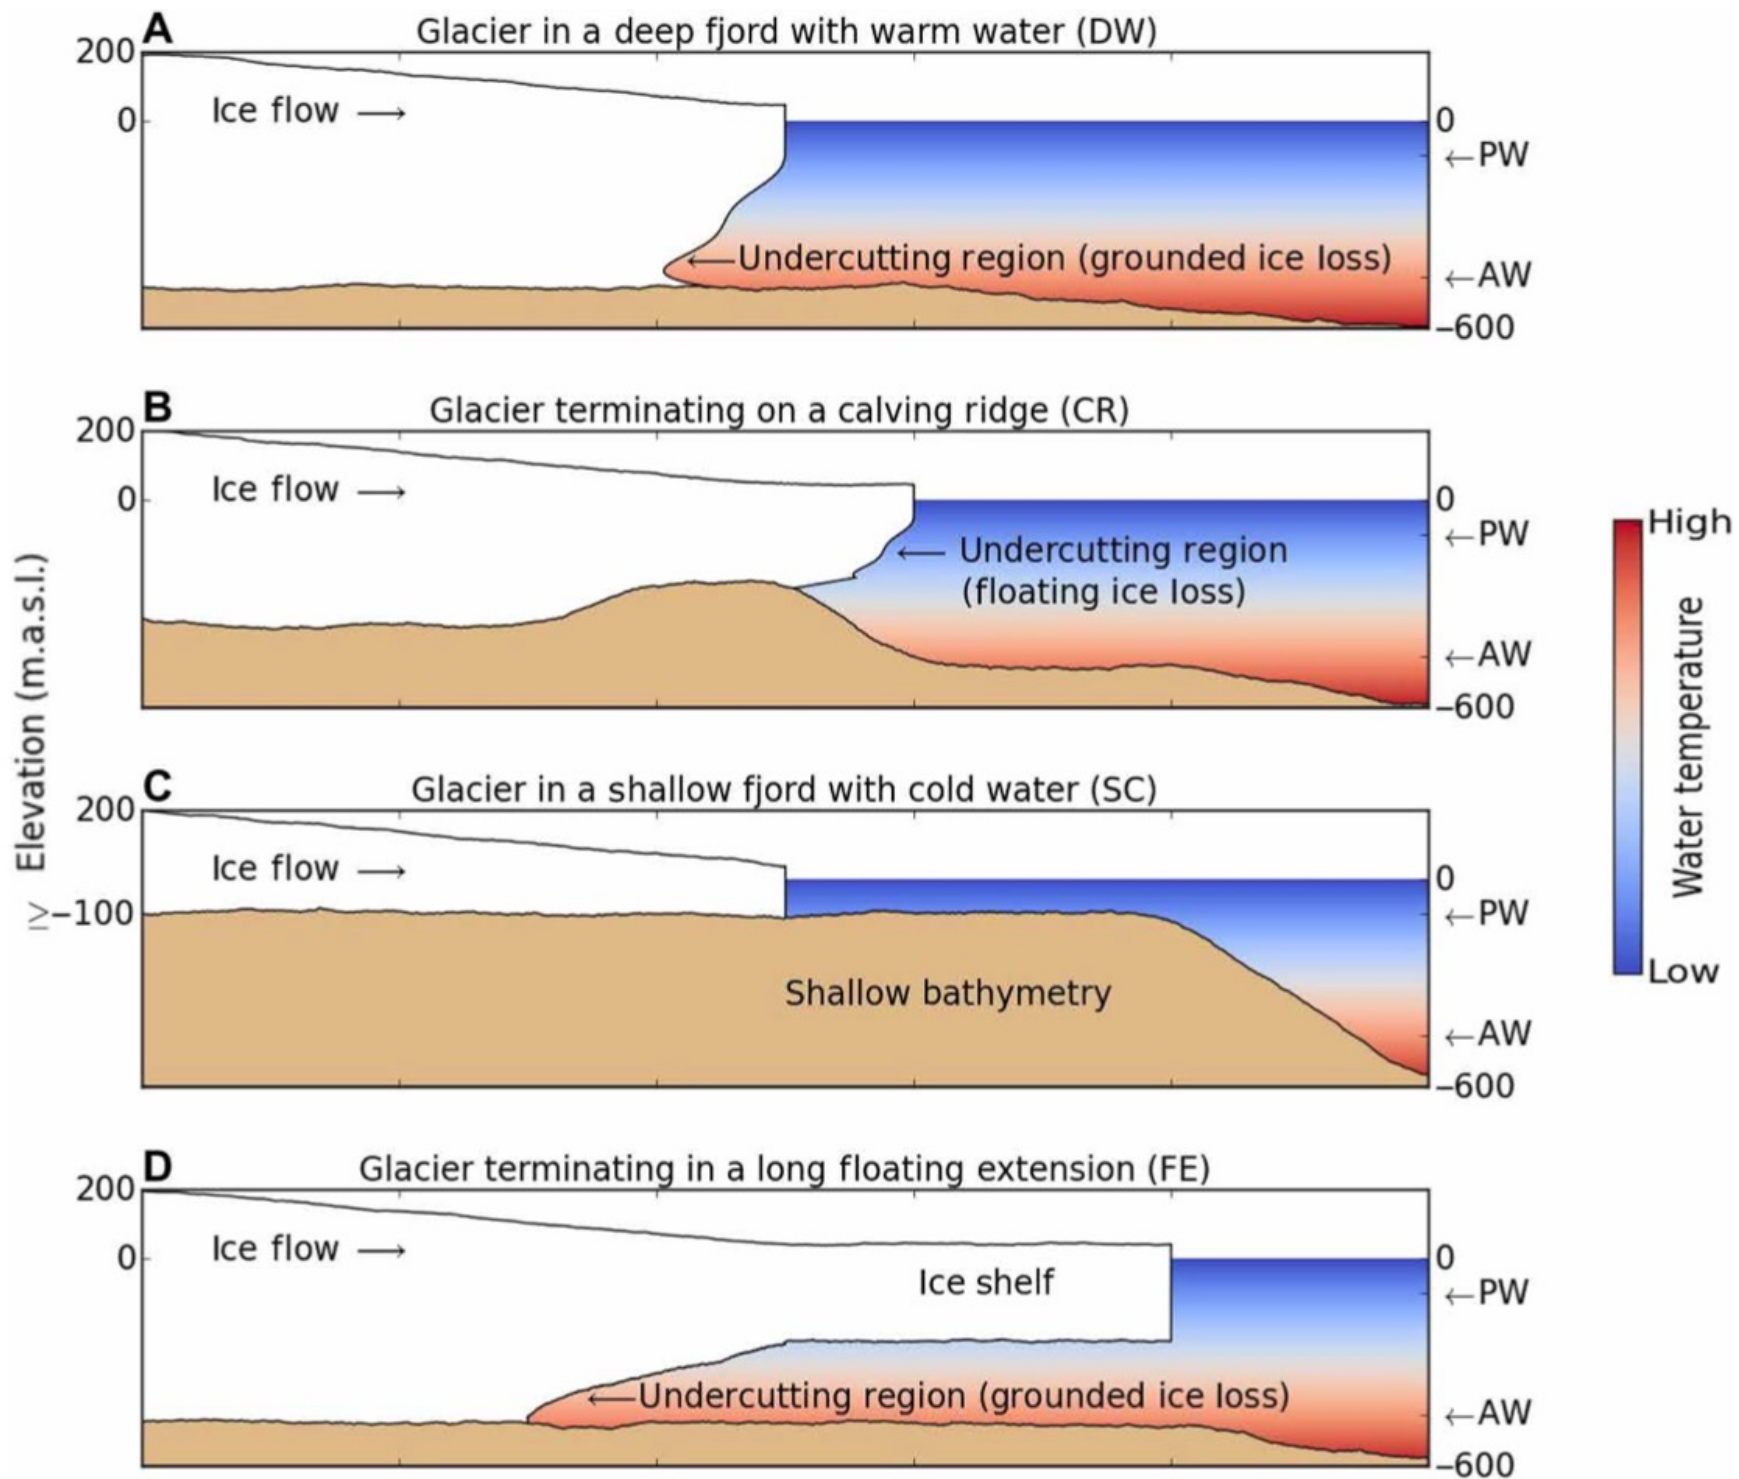 A
Glacier in a deep fjord with warm water (DW)
200
Ice flow →
0
0
←PW
←Undercutting region (grounded ice loss)
←AW
–600
B
Glacier terminating on a calving ridge (CR)
200
Ice flow →
0
0
←PW
← Undercutting region
(floating ice loss)
←AW
–600
C
Glacier in a shallow fjord with cold water (SC)
200
Ice flow →
0
≥ –100
←PW
Shallow bathymetry
←AW
–600
D
Glacier terminating in a long floating extension (FE)
200
Ice flow →
0
0
Ice shelf
←PW
←Undercutting region (grounded ice loss)
←AW
–600
Elevation (m.a.s.l.)
High
Water temperature
Low